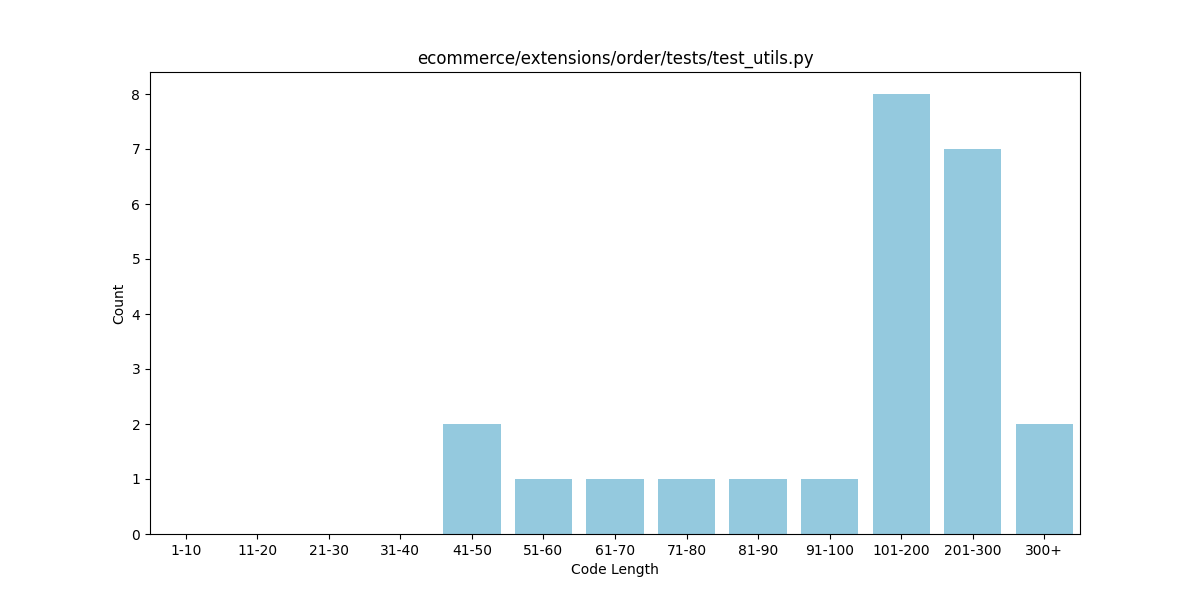 ecommerce/extensions/order/tests/test_utils.py
8
7
6
5
4
3
2
1
0
Count
1-10 11-20 21-30 31-40 41-50 51-60 61-70 71-80 81-90 91-100 101-200 201-300 300+
Code Length